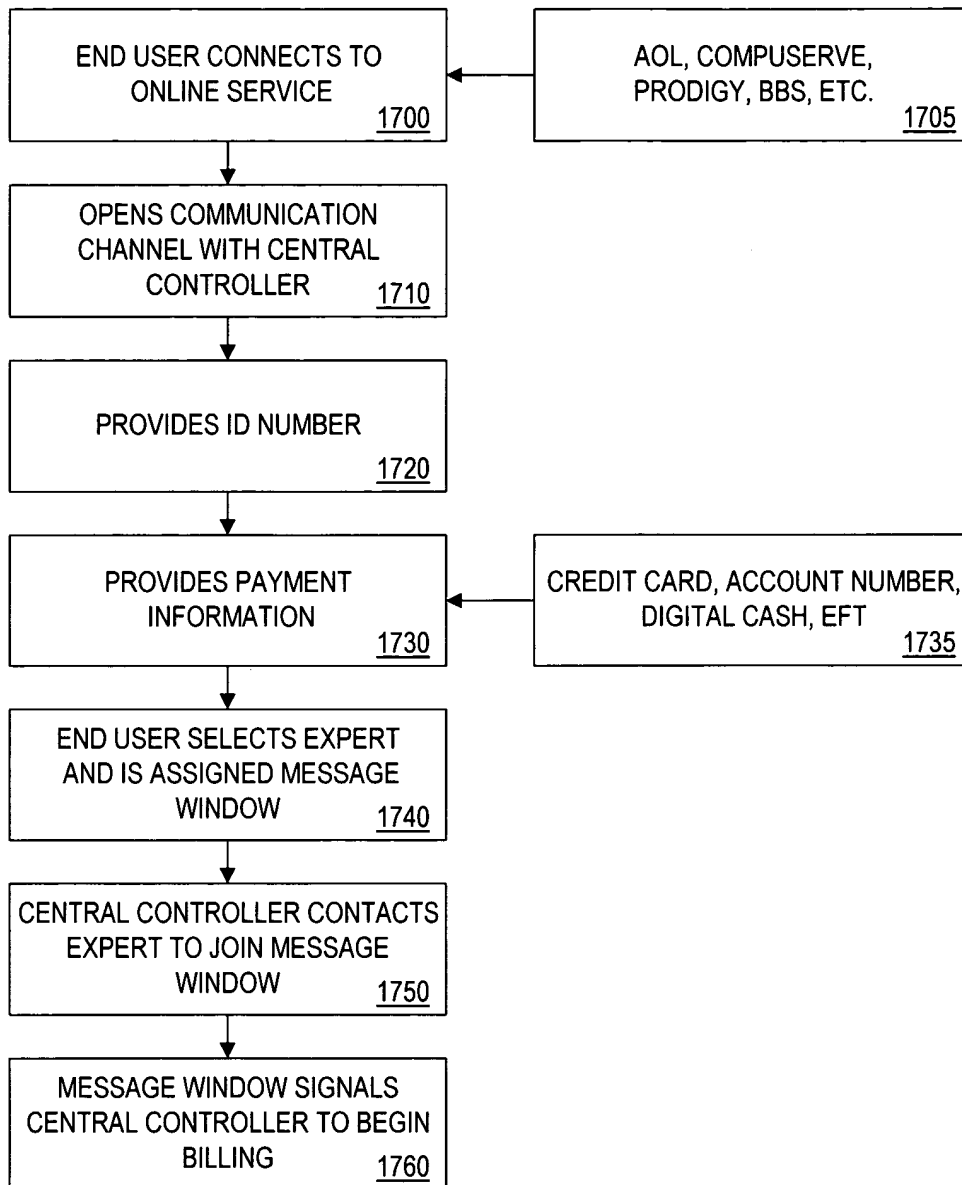 END USER CONNECTS TO
ONLINE SERVICE
1700
AOL, COMPUSERVE,
PRODIGY, BBS, ETC.
1705
OPENS COMMUNICATION
CHANNEL WITH CENTRAL
CONTROLLER
1710
PROVIDES ID NUMBER
1720
PROVIDES PAYMENT
INFORMATION
1730
CREDIT CARD, ACCOUNT NUMBER,
DIGITAL CASH, EFT
1735
END USER SELECTS EXPERT
AND IS ASSIGNED MESSAGE
WINDOW
1740
CENTRAL CONTROLLER CONTACTS
EXPERT TO JOIN MESSAGE
WINDOW
1750
MESSAGE WINDOW SIGNALS
CENTRAL CONTROLLER TO BEGIN
BILLING
1760